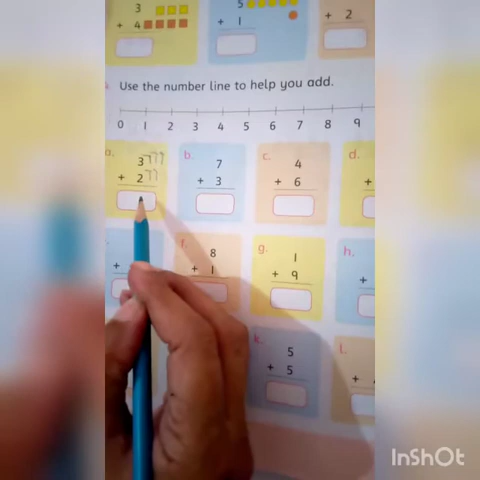 3
+ 4
5
+ 1
+ 2
Use the number line to help you add.
0 1 2 3 4 5 6 7 8 9
a. 3
+ 2
b. 7
+ 3
c. 4
+ 6
d.
+
+
f. 8
+ 1
g. 1
+ 9
h.
+
k. 5
+ 5
l.
+
InShOt